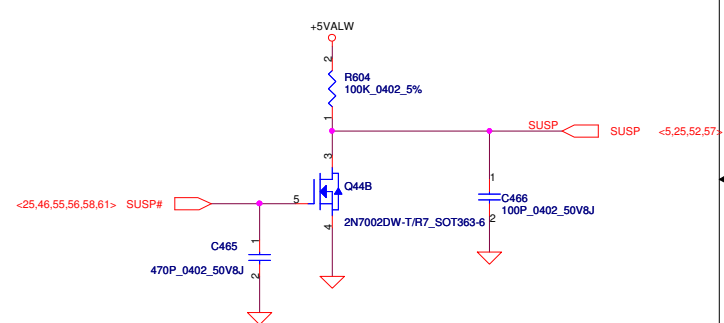 +5VALW
2
R604
100K_0402_5%
1
SUSP
SUSP
<5,25,52,57>
3
1
Q44B
C466
100P_0402_50V8J
<25,46,55,56,58,61>
SUSP#
5
2N7002DW-T/R7_SOT363-6
2
4
C465
1
470P_0402_50V8J
2